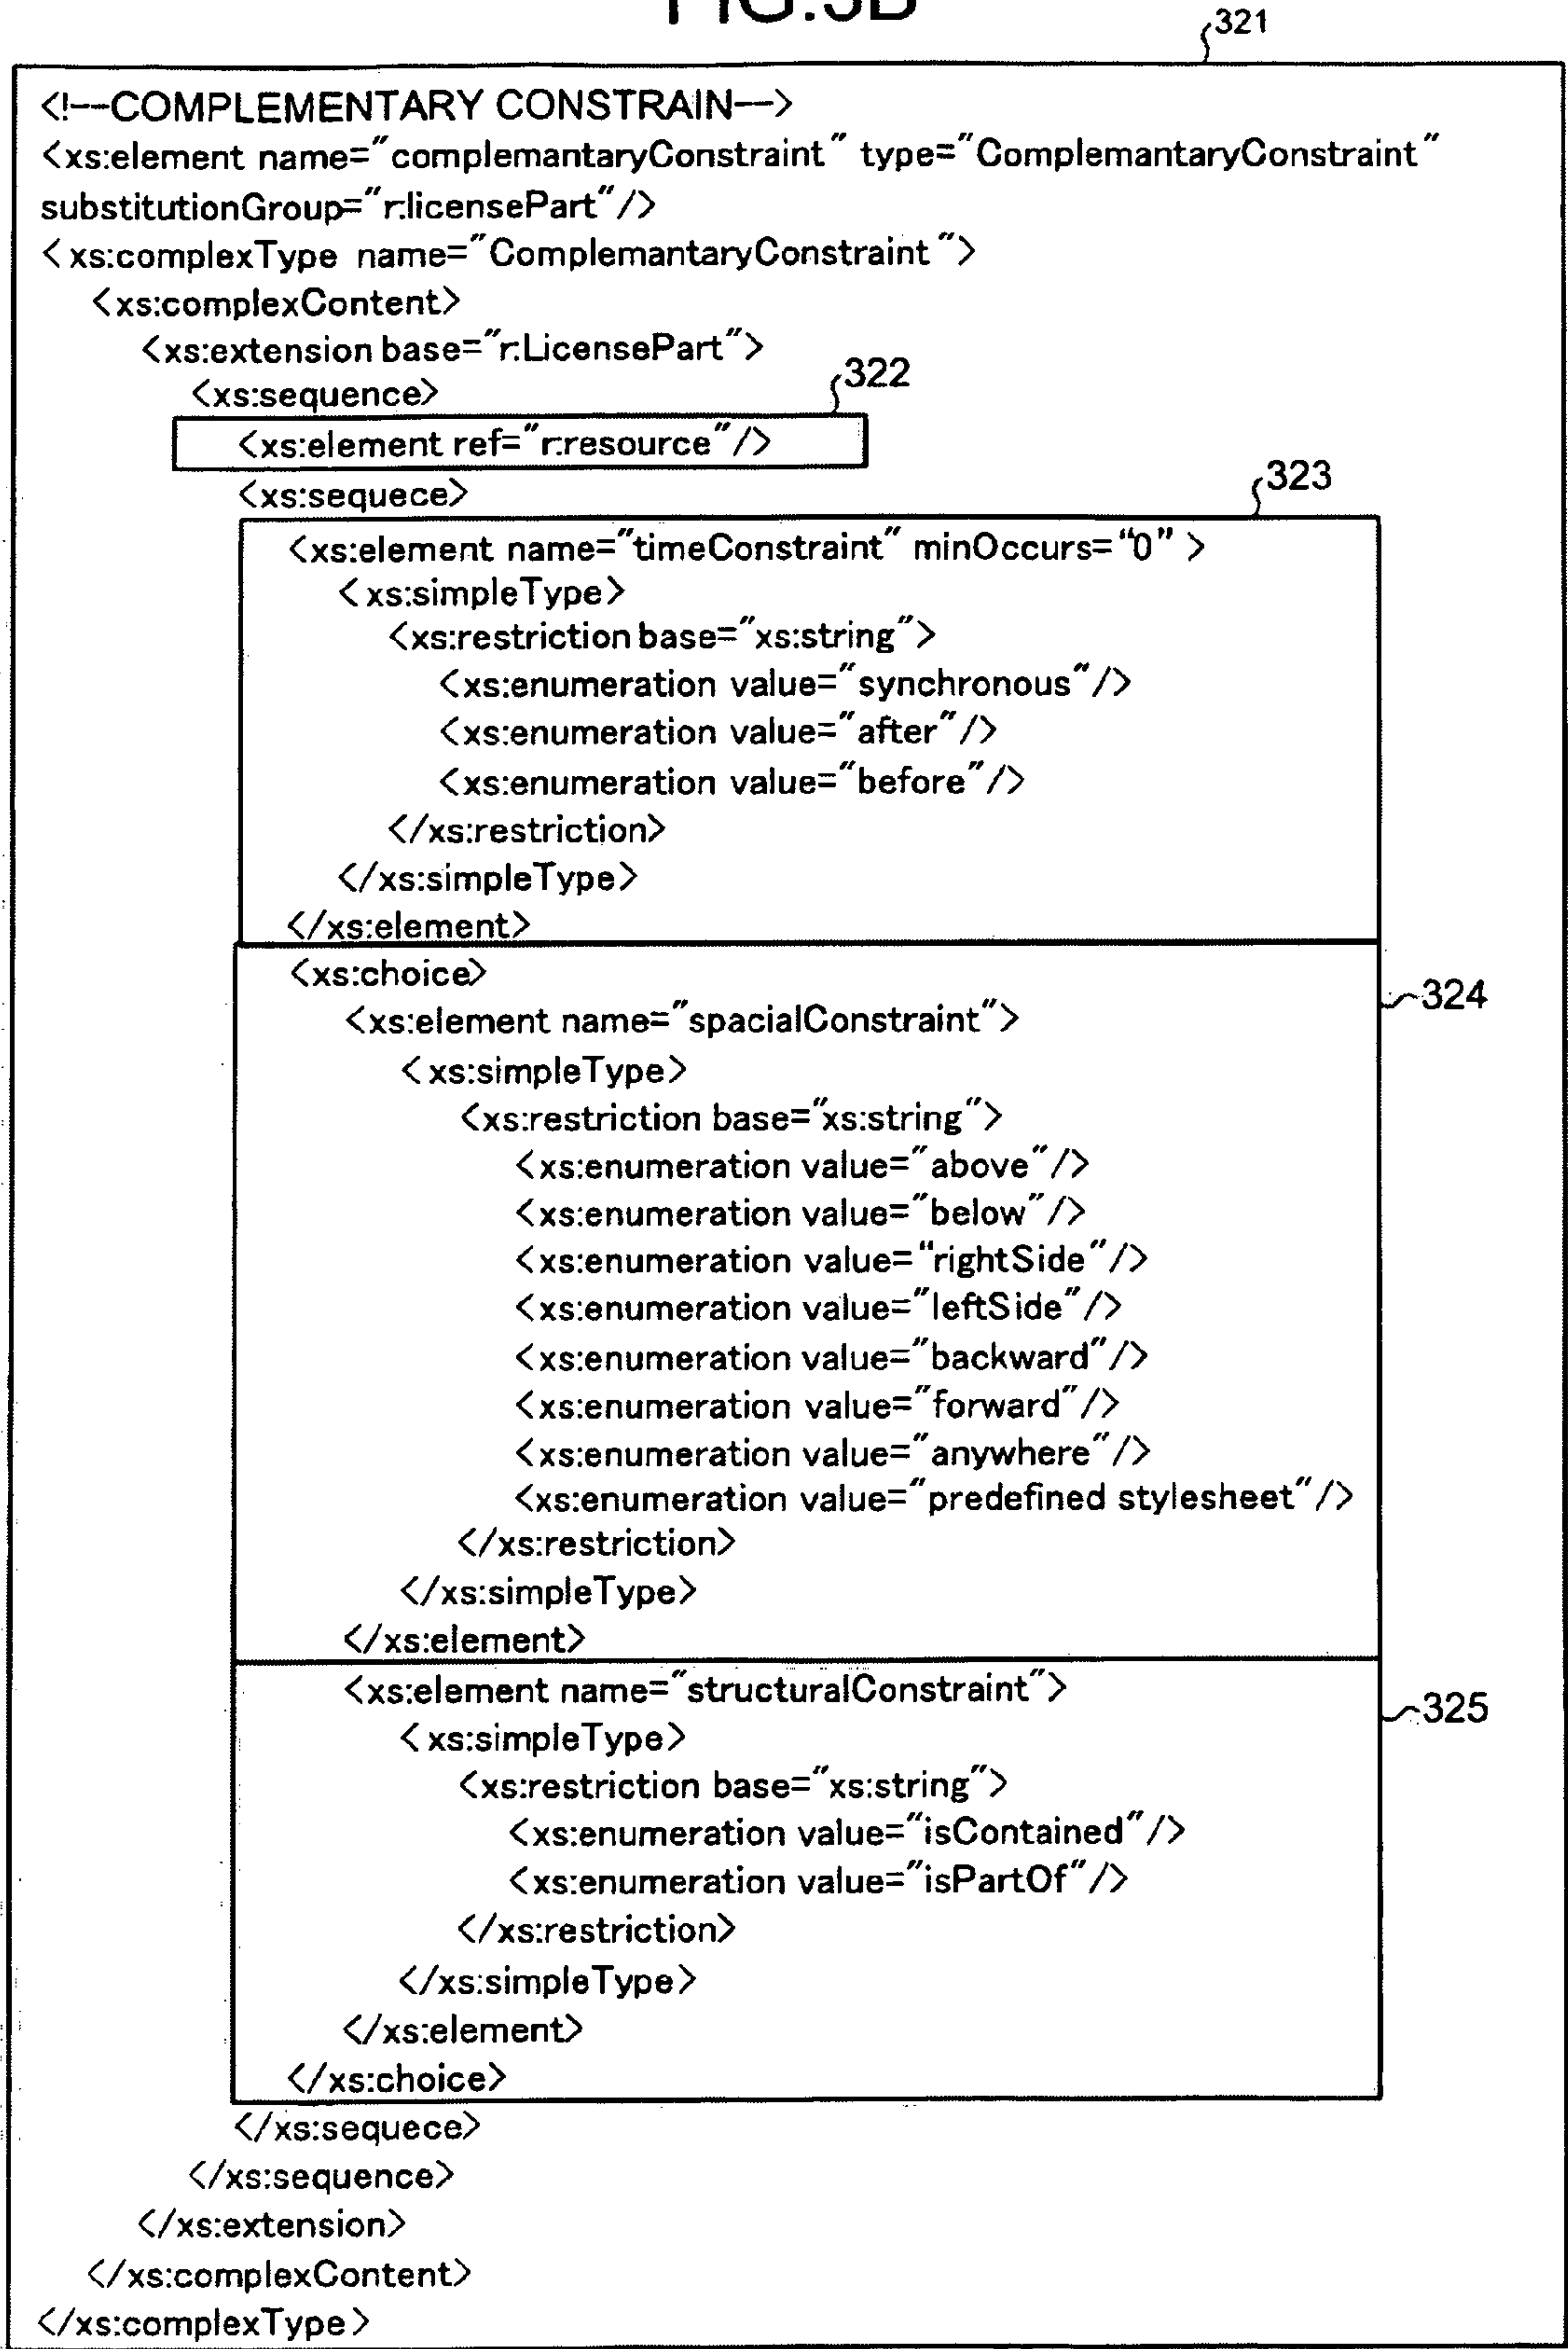 321
<!--COMPLEMENTARY CONSTRAIN-->
<xs:element name="complemantaryConstraint" type="ComplemantaryConstraint"
substitutionGroup="r:licensePart"/>
<xs:complexType name="ComplemantaryConstraint">
<xs:complexContent>
<xs:extension base="r:LicensePart">
<xs:sequence>
322
<xs:element ref="r:resource"/>
<xs:sequece>
323
<xs:element name="timeConstraint" minOccurs="0" >
<xs:simpleType>
<xs:restriction base="xs:string">
<xs:enumeration value="synchronous"/>
<xs:enumeration value="after"/>
<xs:enumeration value="before"/>
</xs:restriction>
</xs:simpleType>
</xs:element>
<xs:choice>
324
<xs:element name="spacialConstraint">
<xs:simpleType>
<xs:restriction base="xs:string">
<xs:enumeration value="above"/>
<xs:enumeration value="below"/>
<xs:enumeration value="rightSide"/>
<xs:enumeration value="leftSide"/>
<xs:enumeration value="backward"/>
<xs:enumeration value="forward"/>
<xs:enumeration value="anywhere"/>
<xs:enumeration value="predefined stylesheet"/>
</xs:restriction>
</xs:simpleType>
</xs:element>
<xs:element name="structuralConstraint">
325
<xs:simpleType>
<xs:restriction base="xs:string">
<xs:enumeration value="isContained"/>
<xs:enumeration value="isPartOf"/>
</xs:restriction>
</xs:simpleType>
</xs:element>
</xs:choice>
</xs:sequece>
</xs:sequence>
</xs:extension>
</xs:complexContent>
</xs:complexType>